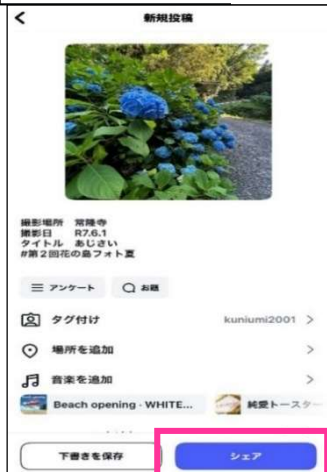 新規投稿
撮影場所 常隆寺
撮影日 R7.6.1
タイトル あじさい
#第2回花の島フォト夏
アンケート お題
タグ付け kuniumi2001
場所を追加
音楽を追加
Beach opening · WHITE... 純愛トースター
下書きを保存 シェア